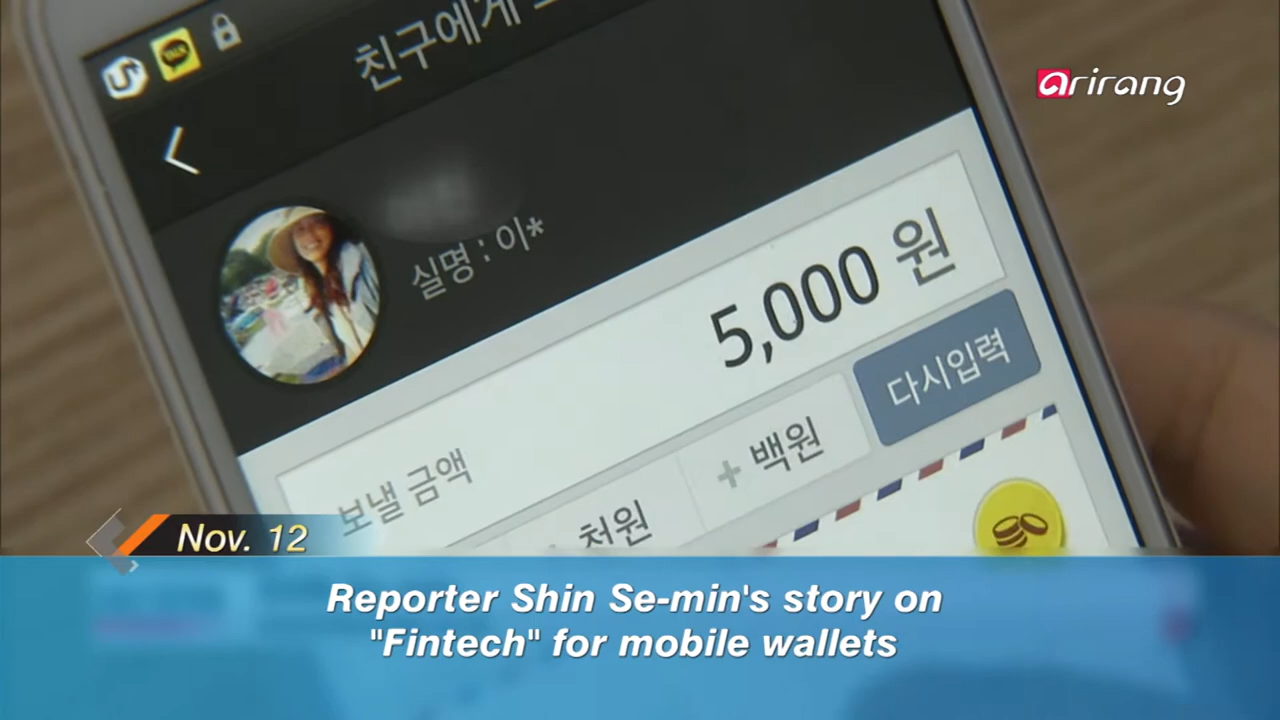 친구에게
arirang
실명 : 이*
5,000 원
다시입력
보낼 금액
+ 백원
천원
Nov. 12
Reporter Shin Se-min's story on
"Fintech" for mobile wallets